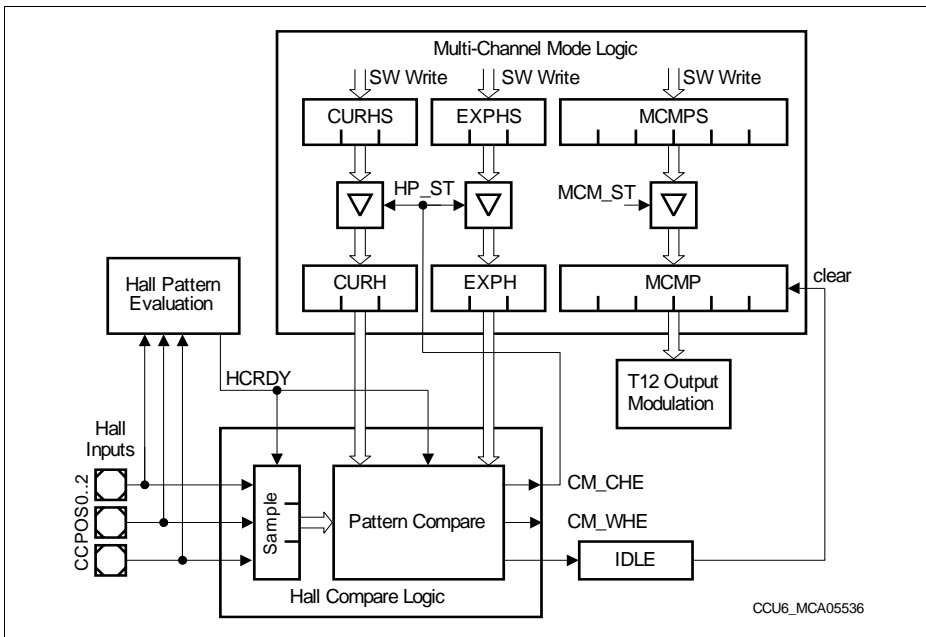 Multi-Channel Mode Logic
SW Write
SW Write
SW Write
CURHS
EXPHS
MCMPS
HP_ST
MCM_ST
Hall Pattern
Evaluation
CURH
EXPH
MCMP
clear
HCRDY
T12 Output
Modulation
Hall
Inputs
CCPOS0..2
Sample
Pattern Compare
CM_CHE
CM_WHE
IDLE
Hall Compare Logic
CCU6_MCA05536